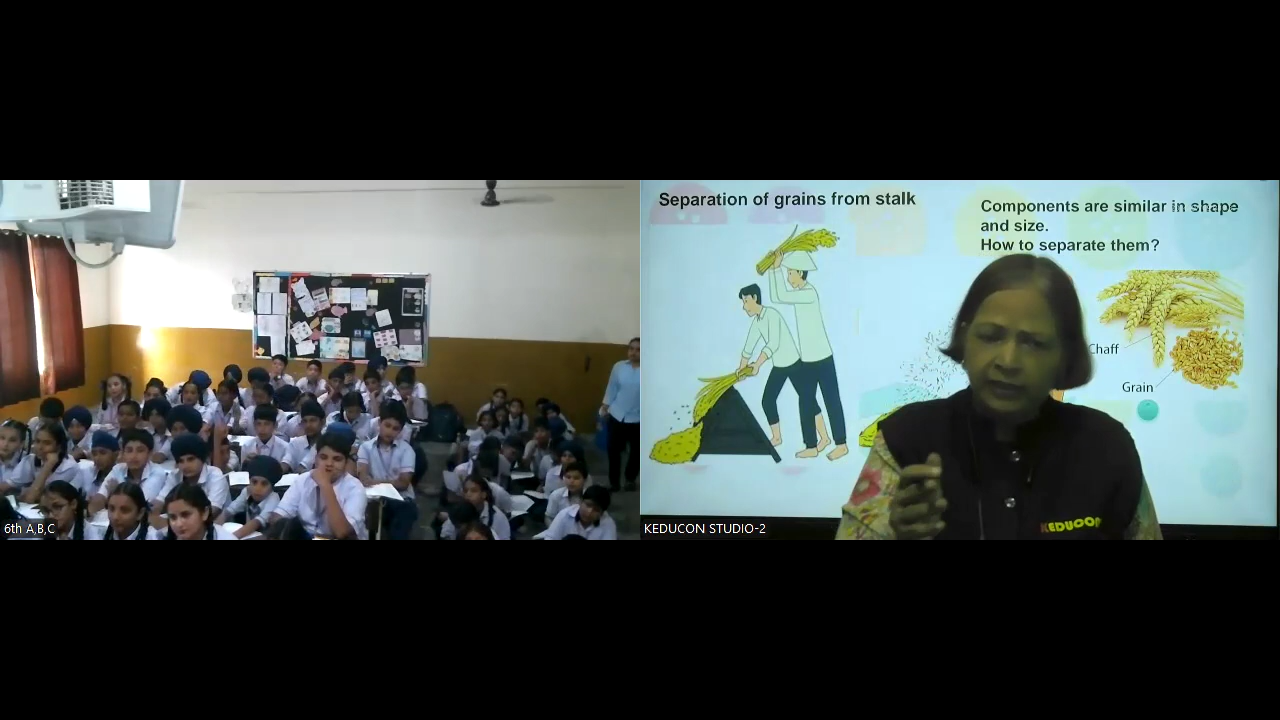 Separation of grains from stalk
Components are similar in shape
and size.
How to separate them?
Chaff
Grain
KEDUCON
6th A,B,C
KEDUCON STUDIO-2